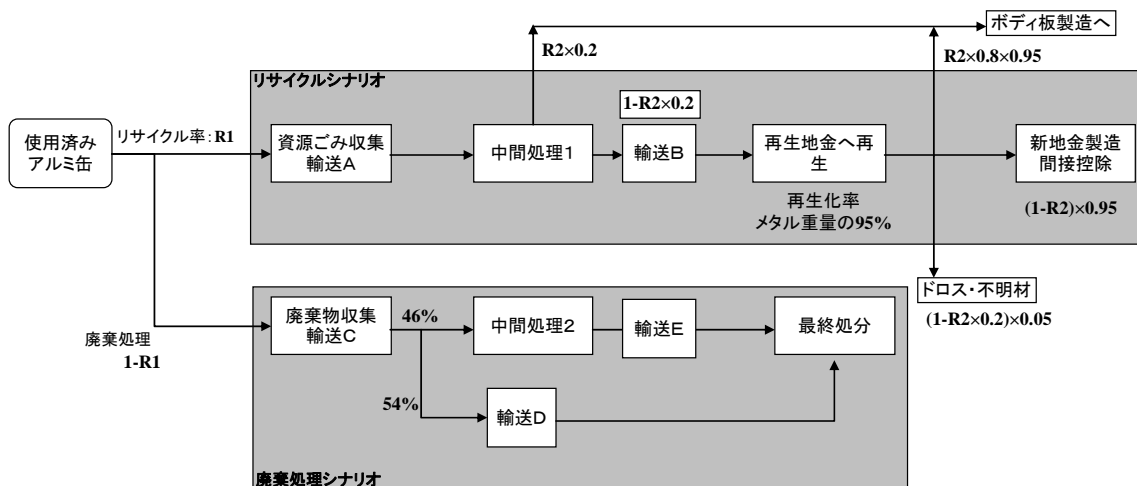 ボディ板製造へ
R2×0.2
R2×0.8×0.95
リサイクルシナリオ
1-R2×0.2
使用済み
アルミ缶
リサイクル率：R1
資源ごみ収集
輸送A
中間処理１
輸送B
再生地金へ再
生
新地金製造
間接控除
再生化率
メタル重量の95%
(1-R2)×0.95
ドロス・不明材
(1-R2×0.2)×0.05
廃棄処理
1-R1
廃棄物収集
輸送C
46%
中間処理２
輸送E
最終処分
54%
輸送D
廃棄処理シナリオ